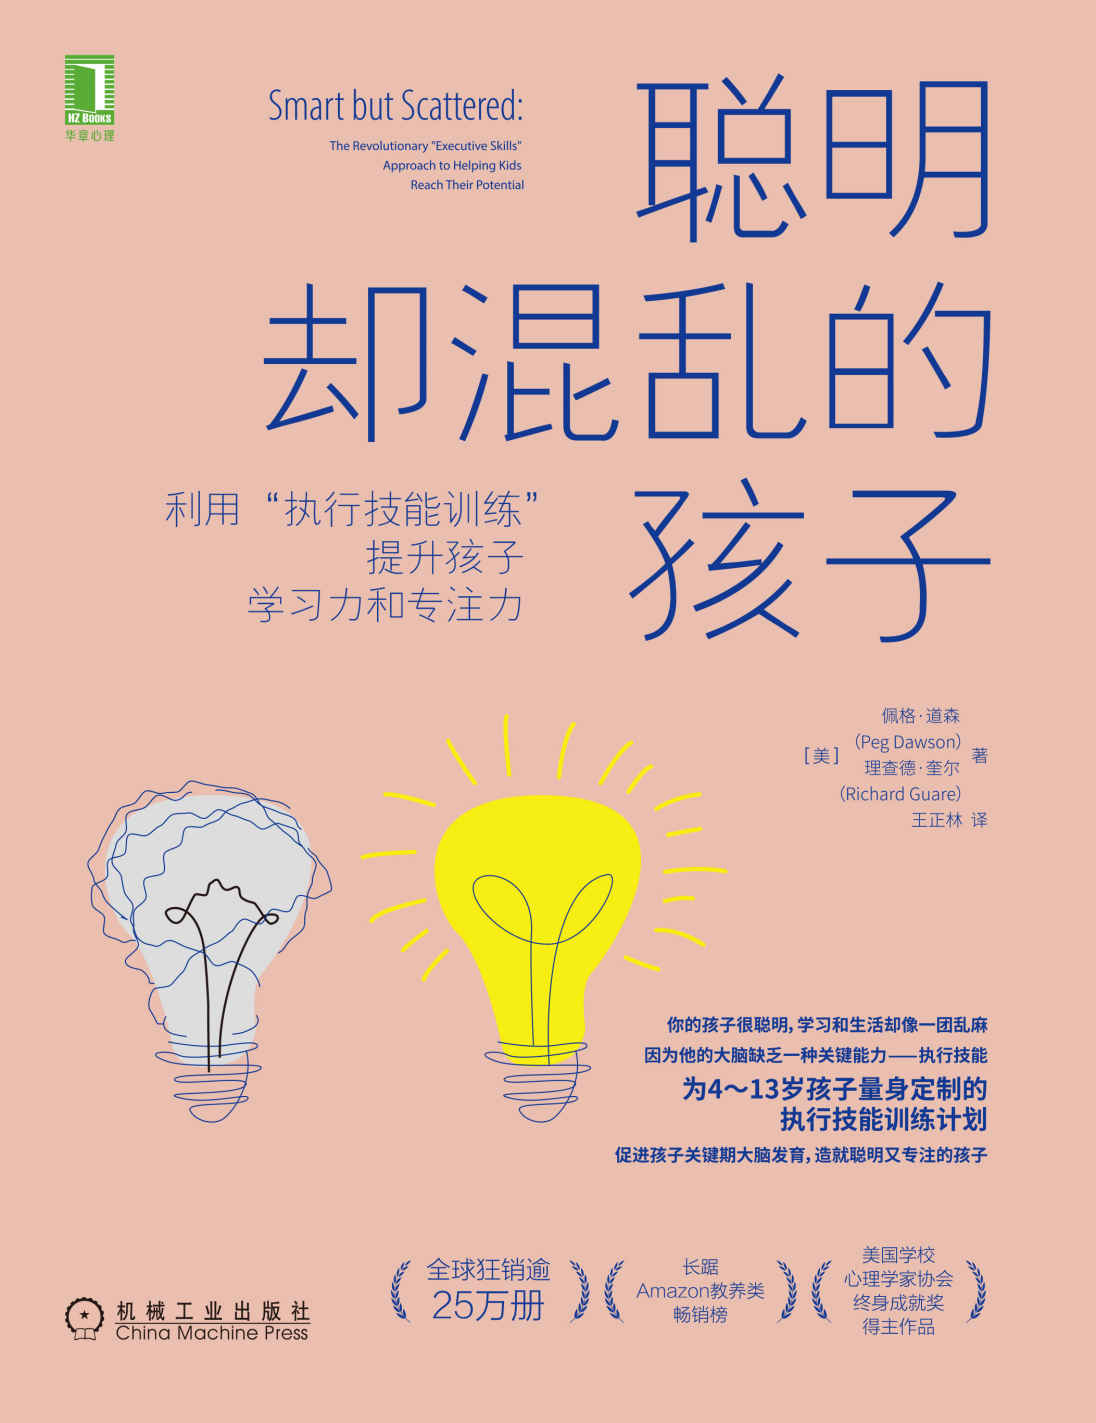 HZ BOOKS
华章心理
Smart but Scattered:
The Revolutionary "Executive Skills"
Approach to Helping Kids
Reach Their Potential
聪明
却混乱的
孩子
利用“执行技能训练”
提升孩子
学习力和专注力
佩格·道森
（Peg Dawson）
[美] 著
理查德·奎尔
（Richard Guare）
王正林 译
你的孩子很聪明，学习和生活却像一团乱麻
因为他的大脑缺乏一种关键能力——执行技能
为4～13岁孩子量身定制的
执行技能训练计划
促进孩子关键期大脑发育，造就聪明又专注的孩子
全球狂销逾
25万册
长踞
Amazon教养类
畅销榜
美国学校
心理学家协会
终身成就奖
得主作品
机械工业出版社
China Machine Press